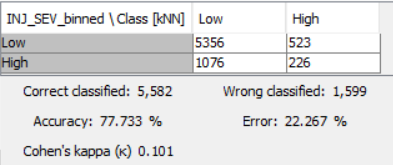 INJ_SEV_binned \ Class [kNN] Low High
Low 5356 523
High 1076 226
Correct classified: 5,582 Wrong classified: 1,599
Accuracy: 77.733 % Error: 22.267 %
Cohen's kappa (κ) 0.101